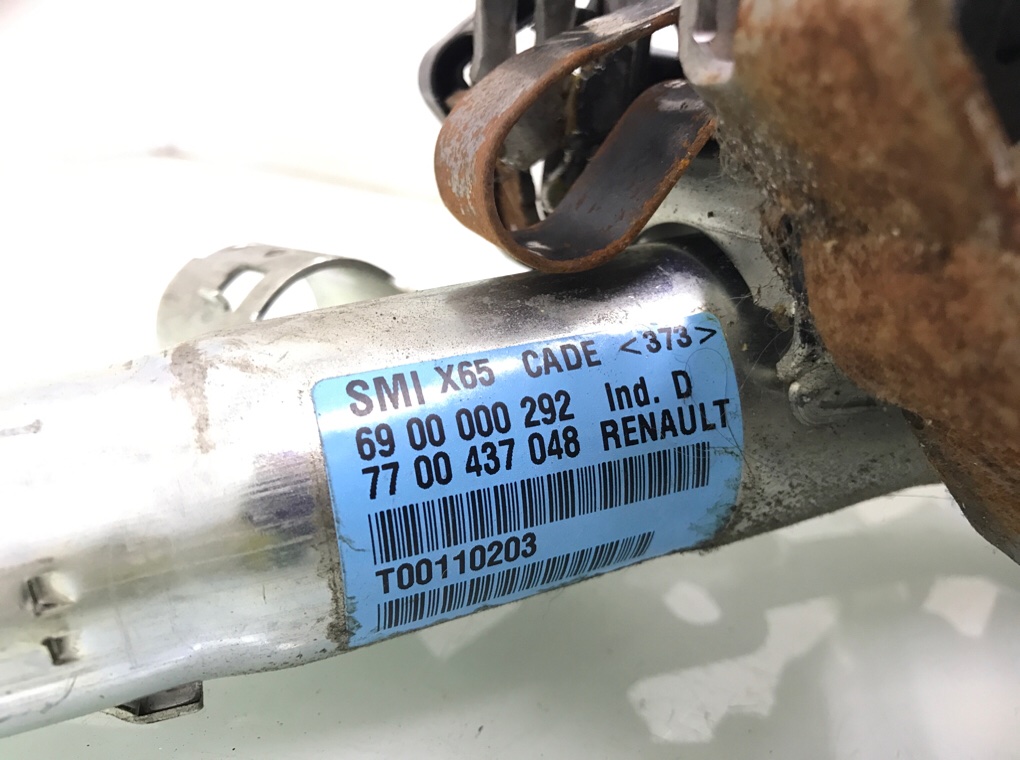 SMI X65 CADE <373>
69 00 000 292 Ind. D
77 00 437 048 RENAULT
T00110203